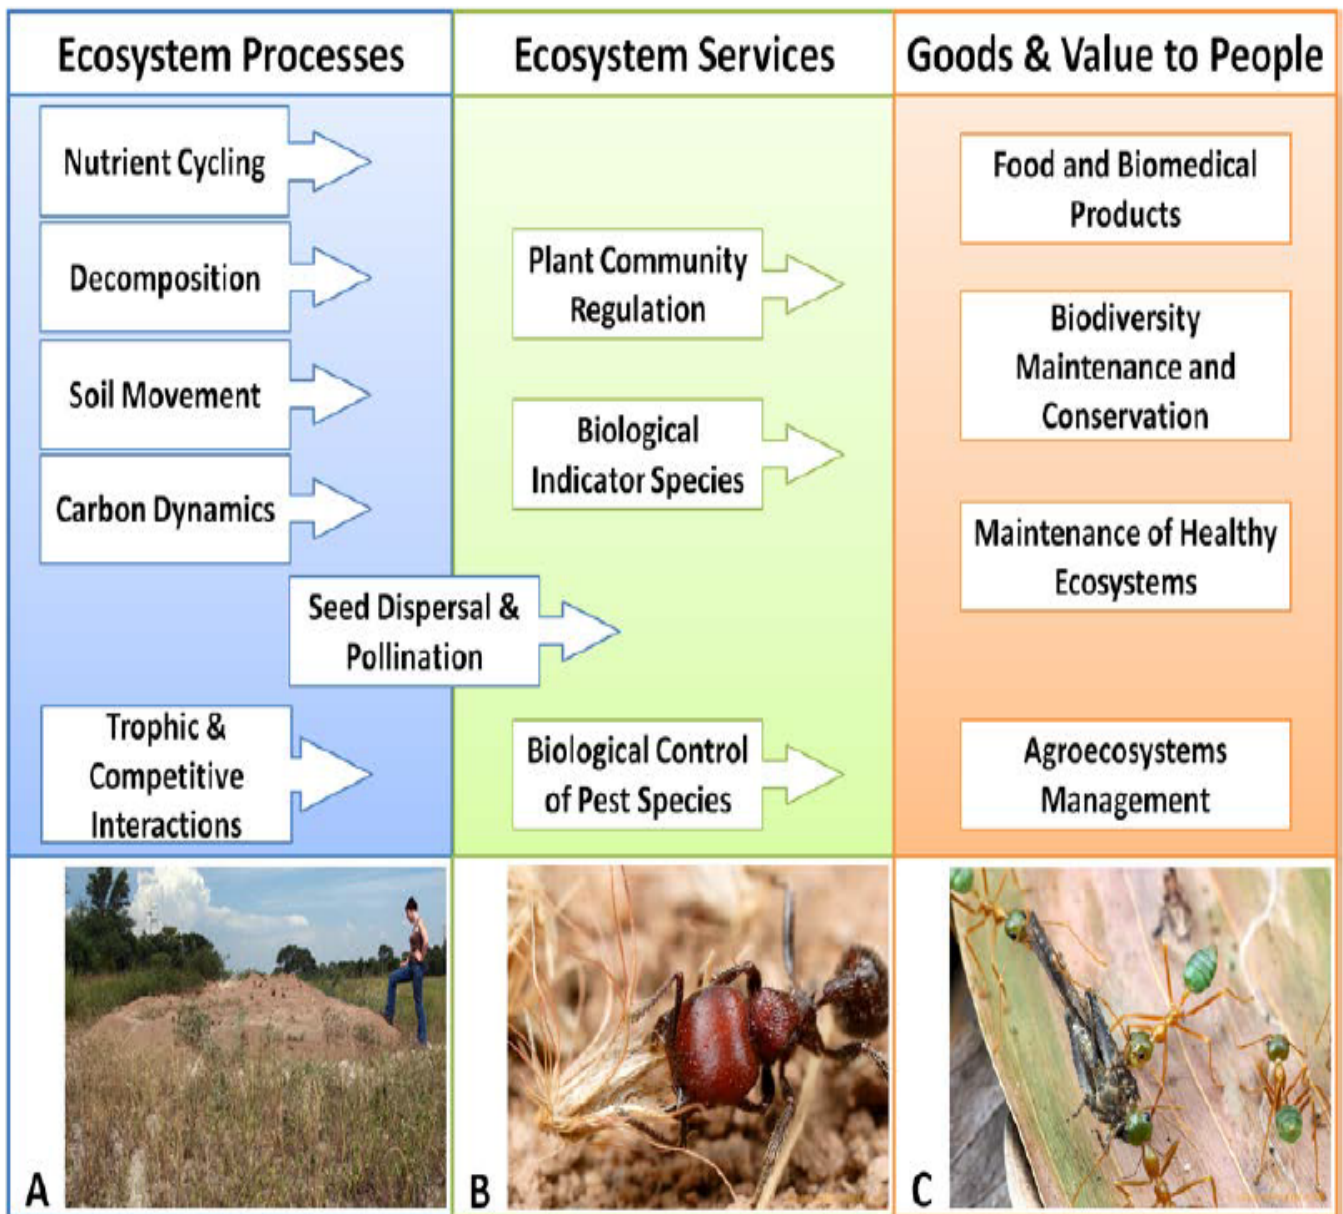 Ecosystem Processes
Ecosystem Services
Goods & Value to People
Nutrient Cycling
Decomposition
Soil Movement
Carbon Dynamics
Seed Dispersal &
Pollination
Trophic &
Competitive
Interactions
Plant Community
Regulation
Biological
Indicator Species
Biological Control
of Pest Species
Food and Biomedical
Products
Biodiversity
Maintenance and
Conservation
Maintenance of Healthy
Ecosystems
Agroecosystems
Management
A
B
C